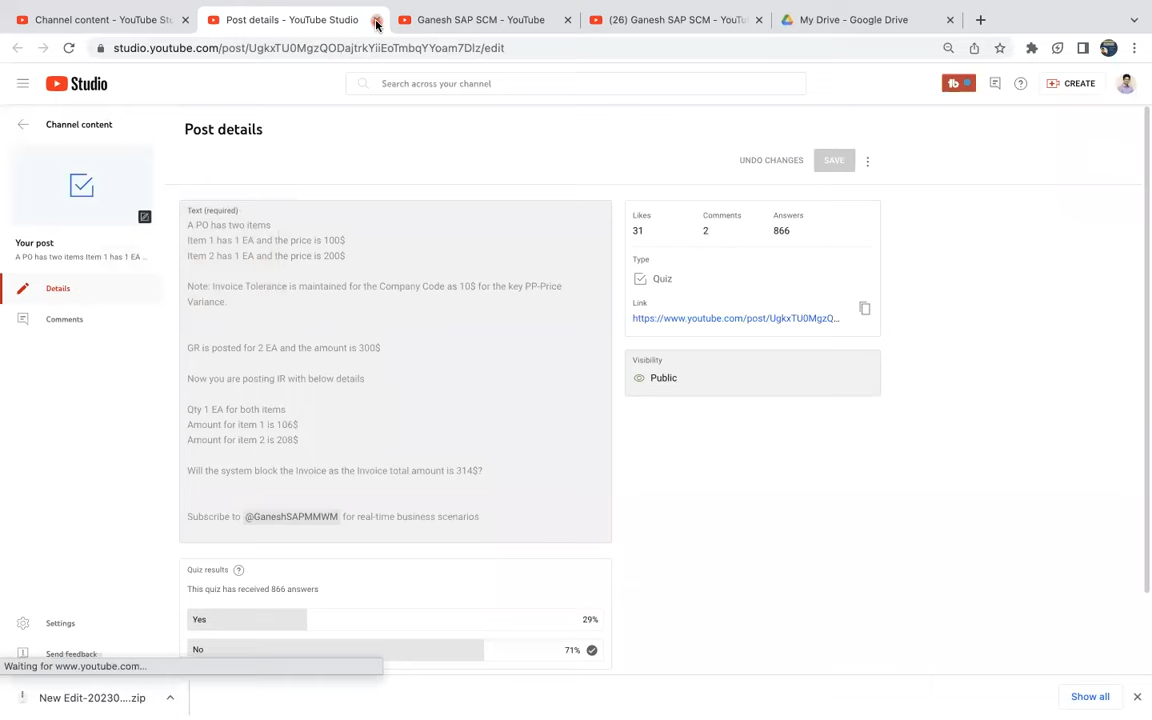 Channel content - YouTube Stu
Post details - YouTube Studio
Ganesh SAP SCM - YouTube
(26) Ganesh SAP SCM - YouTu
My Drive - Google Drive
studio.youtube.com/post/UgkxTU0MgzQODajtrkYiiEoTmbqYYoam7Dlz/edit
Studio
Search across your channel
tb
CREATE
Channel content
Post details
UNDO CHANGES
SAVE
Your post
A PO has two items Item 1 has 1 EA ...
Details
Comments
Text (required)
A PO has two items
Item 1 has 1 EA and the price is 100$
Item 2 has 1 EA and the price is 200$
Note: Invoice Tolerance is maintained for the Company Code as 10$ for the key PP-Price
Variance.
GR is posted for 2 EA and the amount is 300$
Now you are posting IR with below details
Qty 1 EA for both items
Amount for item 1 is 106$
Amount for item 2 is 208$
Will the system block the Invoice as the Invoice total amount is 314$?
Subscribe to @GaneshSAPMMWM for real-time business scenarios
Likes
31
Comments
2
Answers
866
Type
Quiz
Link
https://www.youtube.com/post/UgkxTU0MgzQ...
Visibility
Public
Quiz results
This quiz has received 866 answers
Yes
29%
No
71%
Settings
Send feedback
Waiting for www.youtube.com...
New Edit-20230....zip
Show all